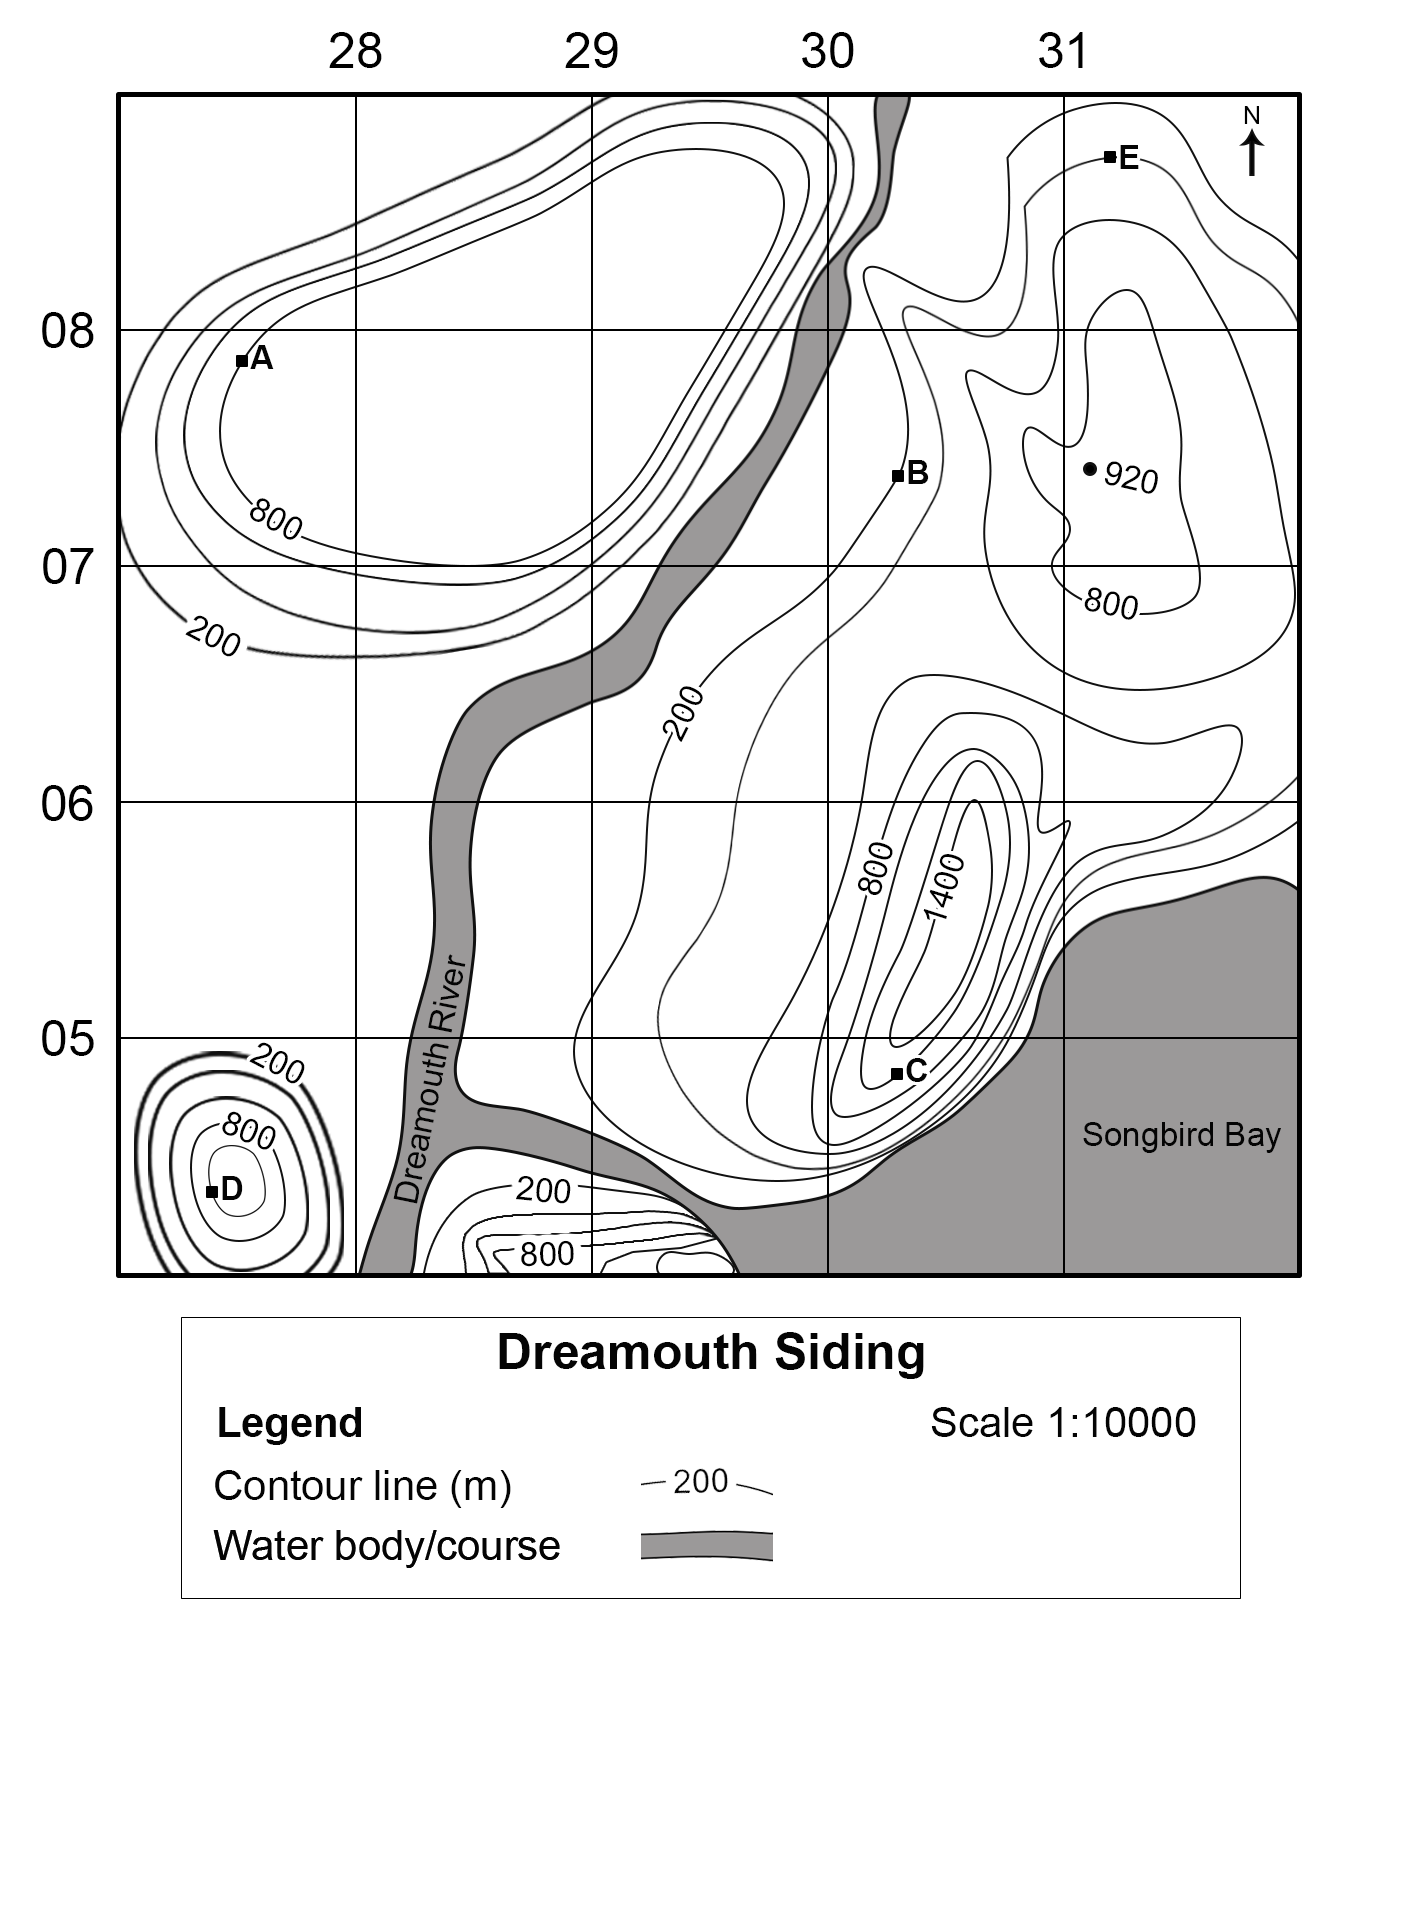 28 29 30 31
N
E
08
A
B
920
800
07
800
200
200
06
800
1400
05
200
C
800
D
Dreamouth River
Songbird Bay
200
800
Dreamouth Siding
Legend
Scale 1:10000
Contour line (m)
200
Water body/course